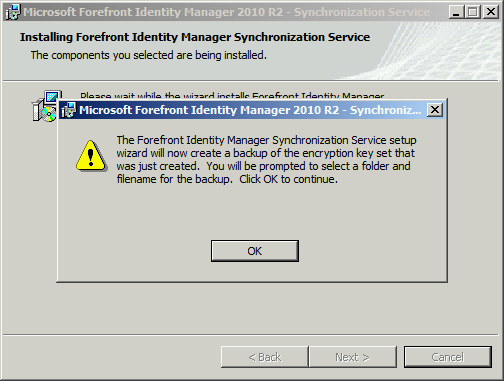 Microsoft Forefront Identity Manager 2010 R2 - Synchronization Service
Installing Forefront Identity Manager Synchronization Service
The components you selected are being installed.
Please wait while the wizard installs Forefront Identity Manager
Microsoft Forefront Identity Manager 2010 R2 - Synchroniz...
The Forefront Identity Manager Synchronization Service setup
wizard will now create a backup of the encryption key set that
was just created.  You will be prompted to select a folder and
filename for the backup.  Click OK to continue.
OK
< Back
Next >
Cancel